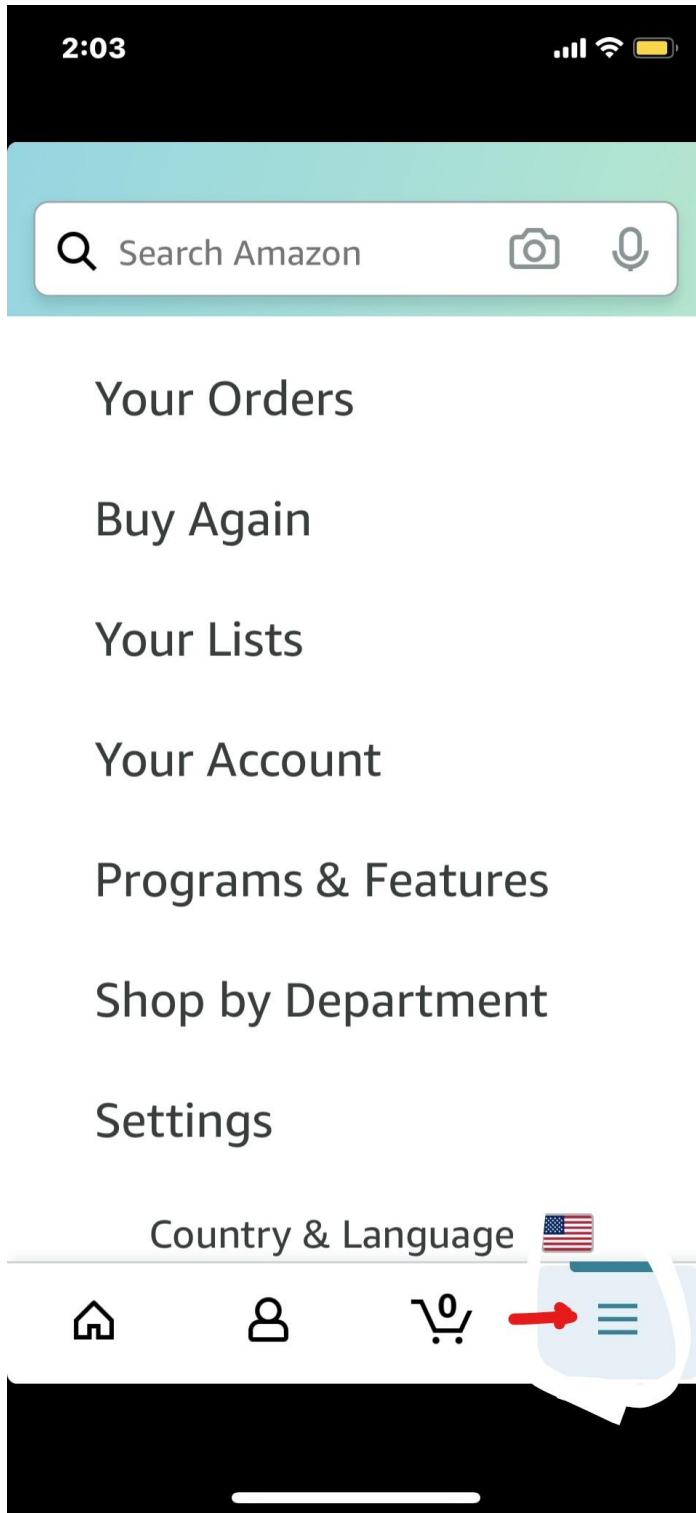 2:03
Search Amazon
Your Orders
Buy Again
Your Lists
Your Account
Programs & Features
Shop by Department
Settings
Country & Language
0